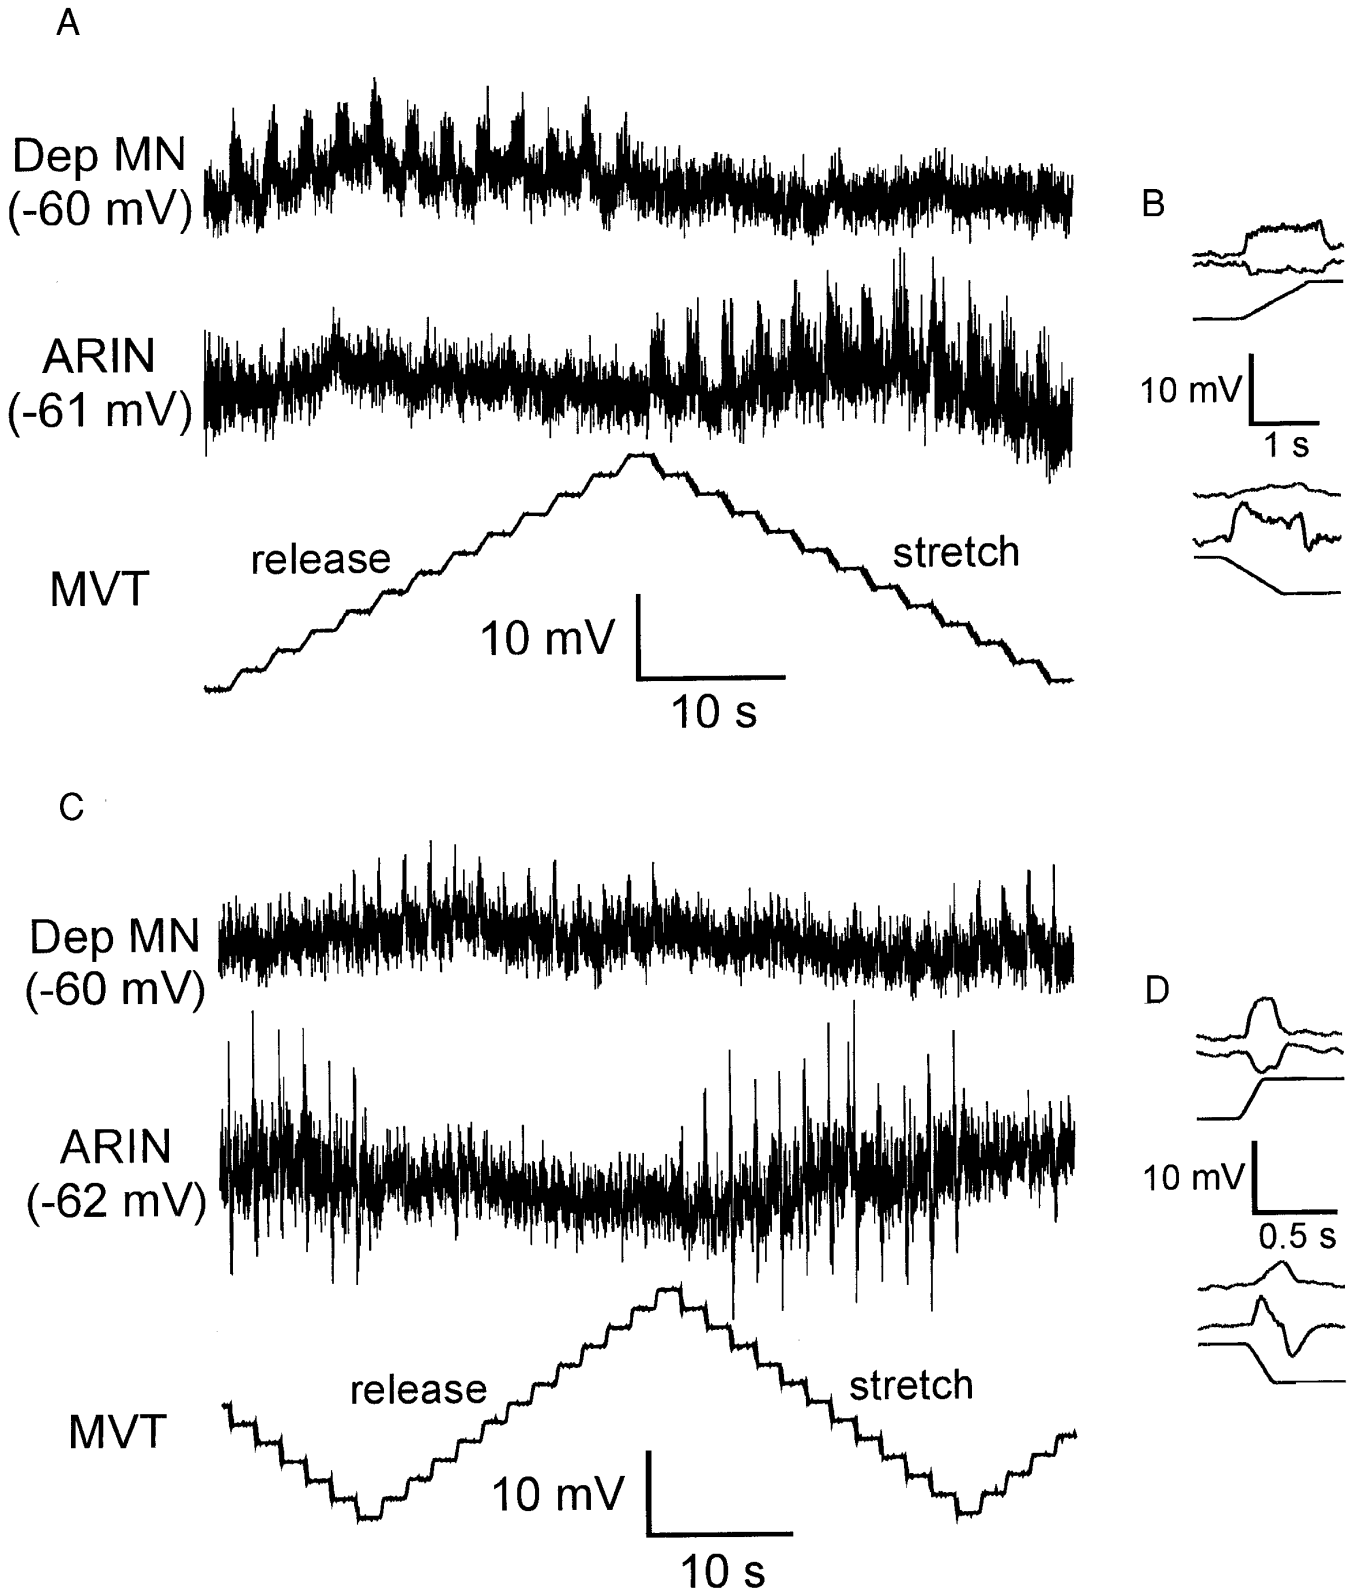 A
Dep MN
(-60 mV)
B
ARIN
(-61 mV)
10 mV
1 s
release
stretch
MVT
10 mV
10 s
C
Dep MN
(-60 mV)
D
ARIN
(-62 mV)
10 mV
0.5 s
release
stretch
MVT
10 mV
10 s